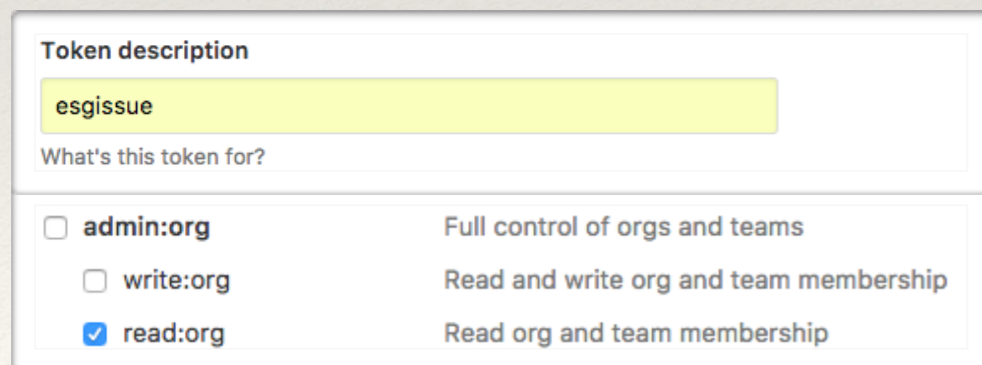 Token description
esgissue
What's this token for?
admin:org Full control of orgs and teams
write:org Read and write org and team membership
read:org Read org and team membership